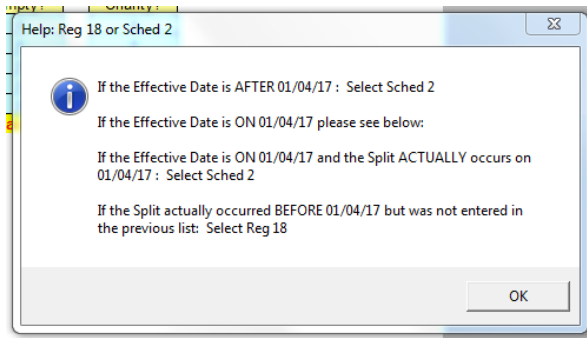 Empty? Charity?
Help: Reg 18 or Sched 2
If the Effective Date is AFTER 01/04/17 : Select Sched 2
If the Effective Date is ON 01/04/17 please see below:
If the Effective Date is ON 01/04/17 and the Split ACTUALLY occurs on
01/04/17 : Select Sched 2
If the Split actually occurred BEFORE 01/04/17 but was not entered in
the previous list: Select Reg 18
OK